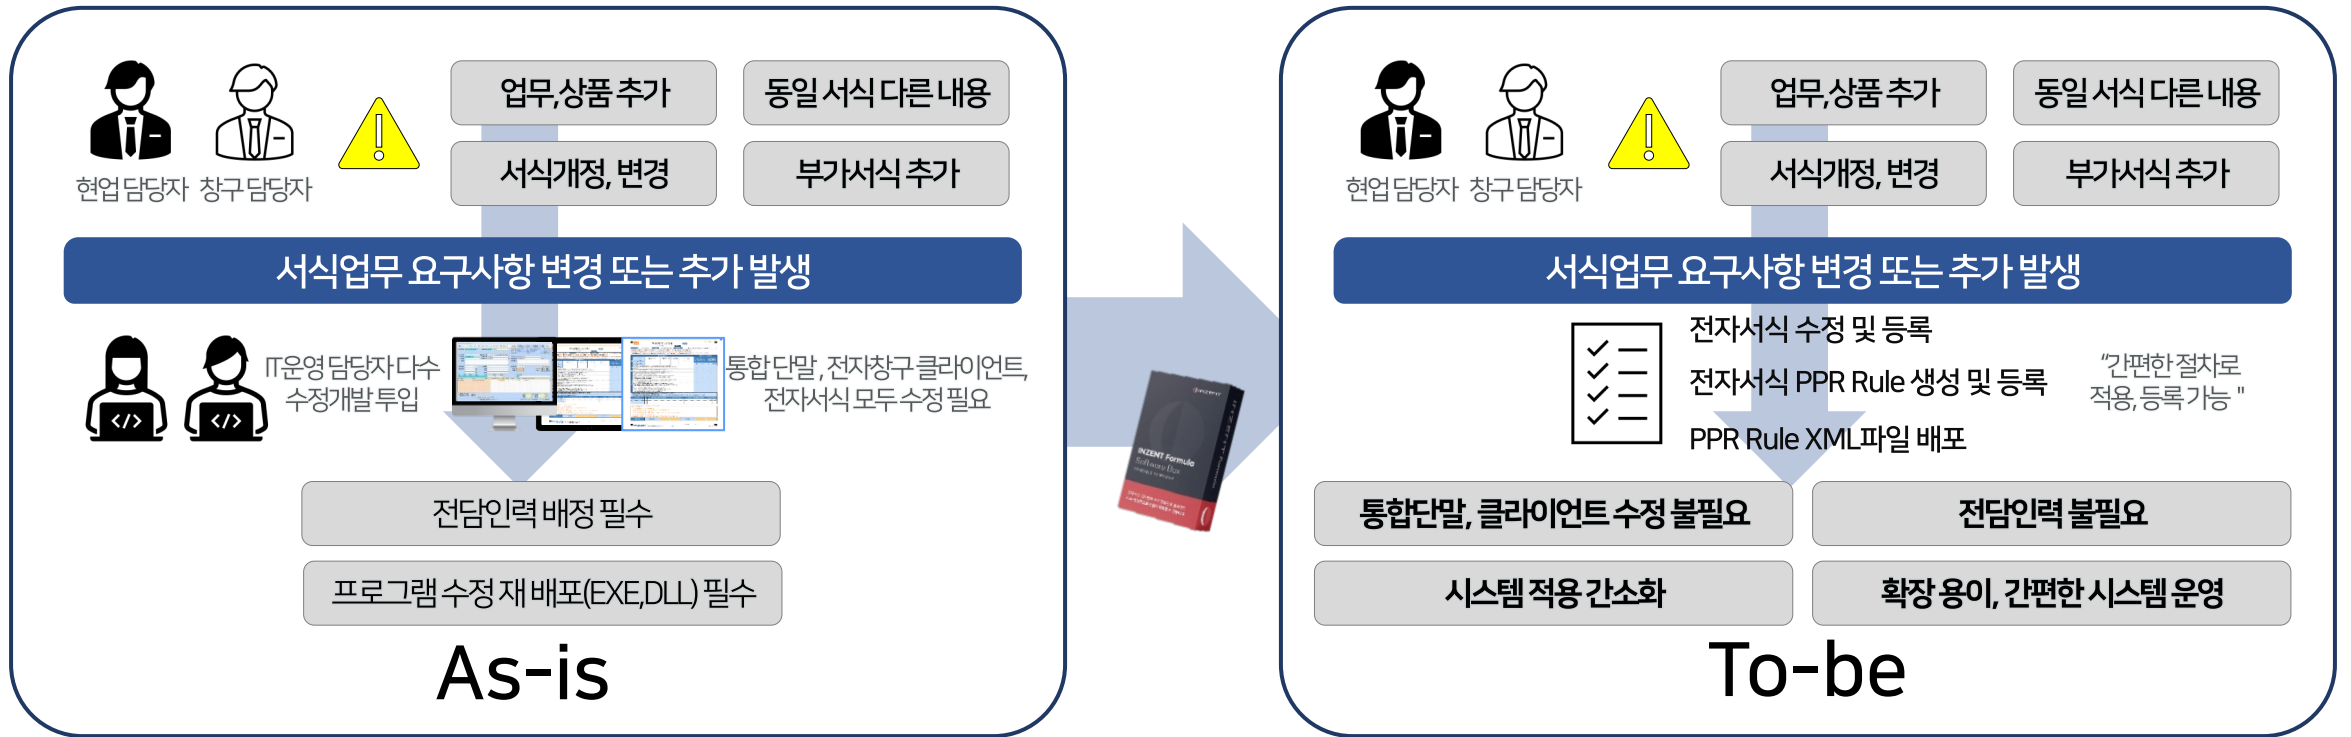 업무,상품 추가
동일 서식 다른 내용
서식개정, 변경
부가서식 추가
현업 담당자
창구 담당자
서식업무 요구사항 변경 또는 추가 발생
IT운영 담당자 다수
수정개발 투입
통합 단말 , 전자창구 클라이언트,
전자서식 모두 수정 필요
전담인력 배정 필수
프로그램 수정 재 배포(EXE,DLL) 필수
As-is
INZENT
INZENT Formula
Software Box
업무,상품 추가
동일 서식 다른 내용
서식개정, 변경
부가서식 추가
현업 담당자
창구 담당자
서식업무 요구사항 변경 또는 추가 발생
전자서식 수정 및 등록
전자서식 PPR Rule 생성 및 등록
PPR Rule XML파일 배포
“간편한 절차로
적용, 등록 가능 "
통합단말, 클라이언트 수정 불필요
전담인력 불필요
시스템 적용 간소화
확장 용이, 간편한 시스템 운영
To-be